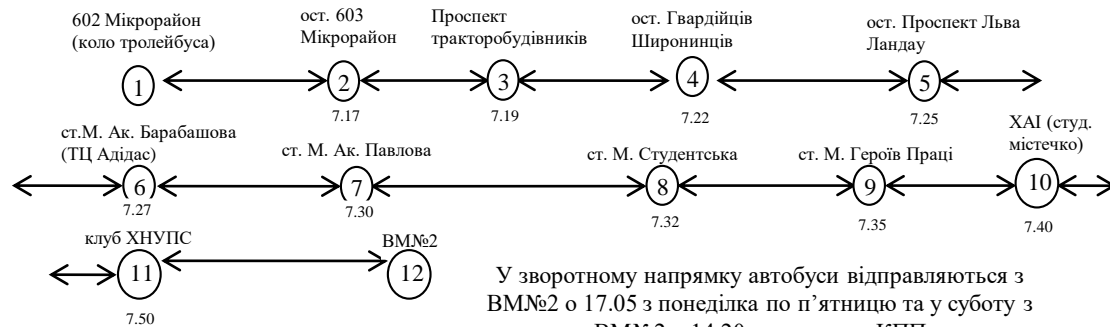 602 Мікрорайон
(коло тролейбуса)
ост. 603
Мікрорайон
Проспект
тракторобудівників
ост. Гвардійців
Широнинців
ост. Проспект Льва
Ландау
1
2
3
4
5
7.17
7.19
7.22
7.25
ст.М. Ак. Барабашова
(ТЦ Адідас)
ст. М. Ак. Павлова
ст. М. Студентська
ст. М. Героїв Праці
ХАІ (студ.
містечко)
6
7
8
9
10
7.27
7.30
7.32
7.35
7.40
клуб ХНУПС
ВМ№2
11
12
7.50
У зворотному напрямку автобуси відправляються з
ВМ№2 о 17.05 з понеділка по п’ятницю та у суботу з